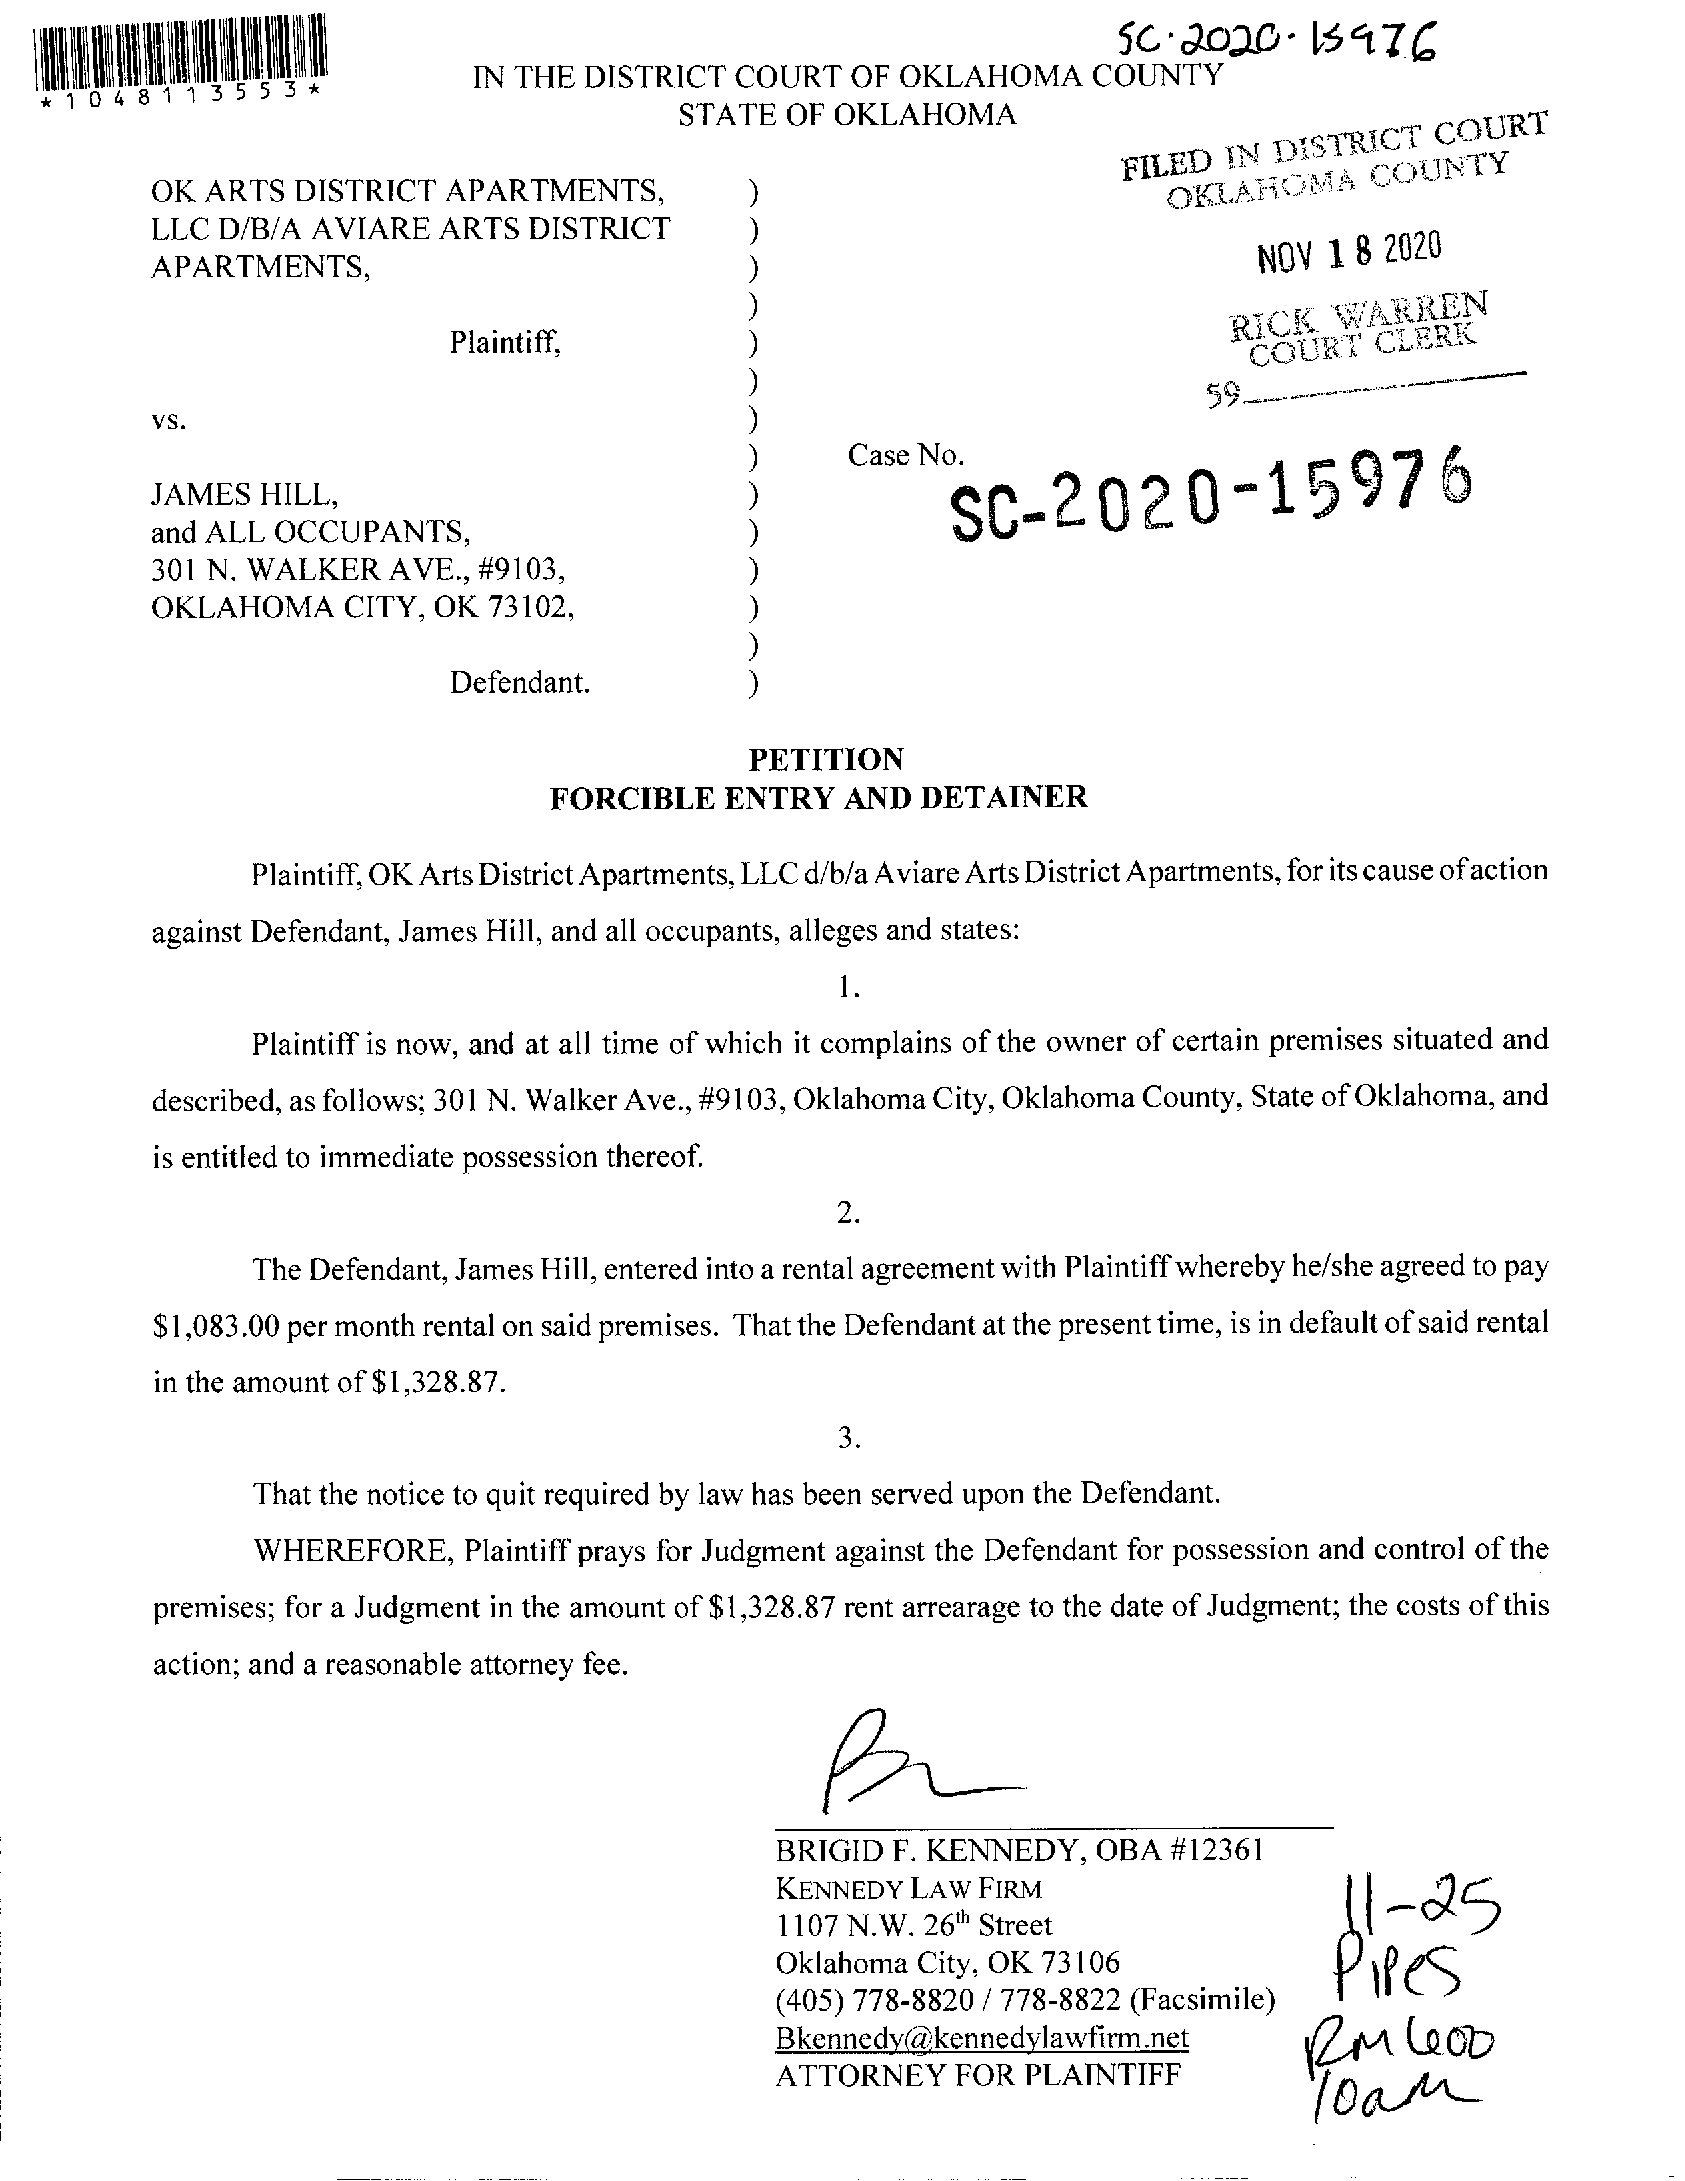 SC-2020-15976
*1048113553*
IN THE DISTRICT COURT OF OKLAHOMA COUNTY
STATE OF OKLAHOMA
FILED IN DISTRICT COURT
OKLAHOMA COUNTY
NOV 18 2020
RICK WARREN
COURT CLERK
59
OK ARTS DISTRICT APARTMENTS, )
LLC D/B/A AVIARE ARTS DISTRICT )
APARTMENTS, )
)
Plaintiff, )
)
vs. )
) Case No.
SC-2020-15976
JAMES HILL, )
and ALL OCCUPANTS, )
301 N. WALKER AVE., #9103, )
OKLAHOMA CITY, OK 73102, )
)
Defendant. )
PETITION
FORCIBLE ENTRY AND DETAINER
Plaintiff, OK Arts District Apartments, LLC d/b/a Aviare Arts District Apartments, for its cause of action
against Defendant, James Hill, and all occupants, alleges and states:
1.
Plaintiff is now, and at all time of which it complains of the owner of certain premises situated and
described, as follows; 301 N. Walker Ave., #9103, Oklahoma City, Oklahoma County, State of Oklahoma, and
is entitled to immediate possession thereof.
2.
The Defendant, James Hill, entered into a rental agreement with Plaintiff whereby he/she agreed to pay
$1,083.00 per month rental on said premises. That the Defendant at the present time, is in default of said rental
in the amount of $1,328.87.
3.
That the notice to quit required by law has been served upon the Defendant.
WHEREFORE, Plaintiff prays for Judgment against the Defendant for possession and control of the
premises; for a Judgment in the amount of $1,328.87 rent arrearage to the date of Judgment; the costs of this
action; and a reasonable attorney fee.
BRIGID F. KENNEDY, OBA #12361
KENNEDY LAW FIRM
1107 N.W. 26th Street
Oklahoma City, OK 73106
(405) 778-8820 / 778-8822 (Facsimile)
Bkennedy@kennedylawfirm.net
ATTORNEY FOR PLAINTIFF
11-25
PIPES
RM 600
10am